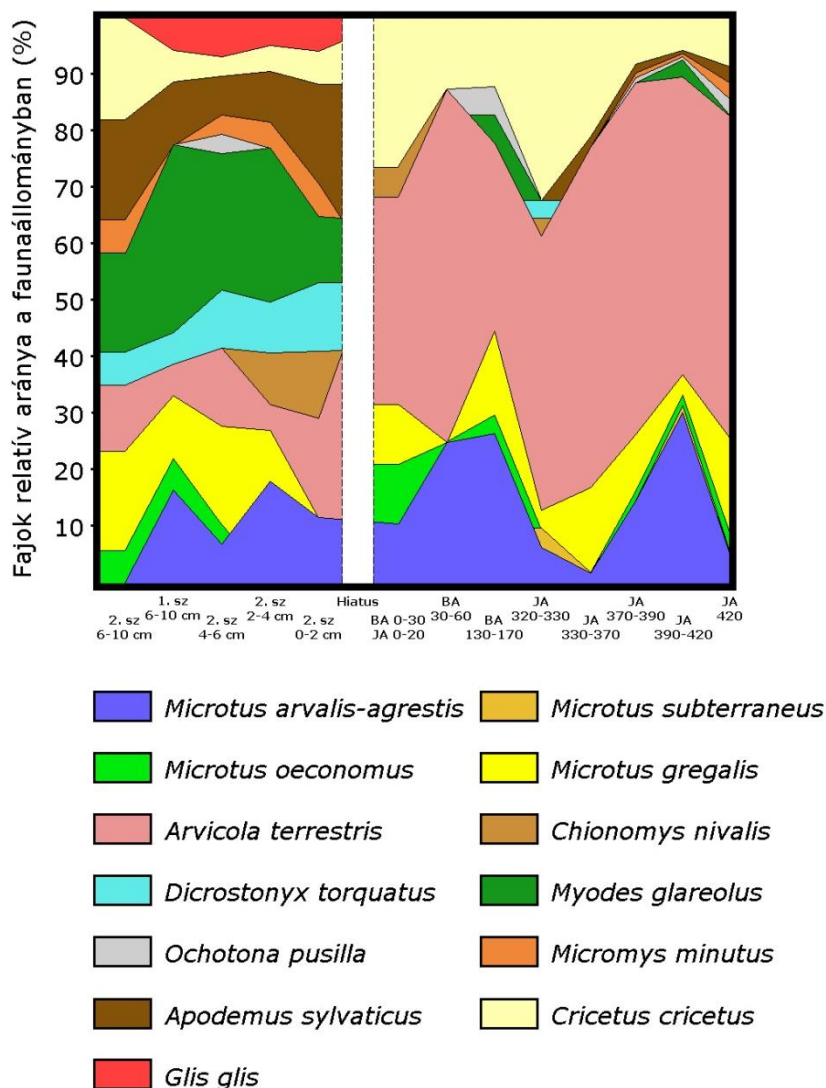 Fajok relatív aránya a faunaállományban (%)
90
80
70
60
50
40
30
20
10
2. sz
6-10 cm
1. sz
6-10 cm
2. sz
4-6 cm
2. sz
2-4 cm
2. sz
0-2 cm
Hiatus
BA 0-30
JA 0-20
BA
30-60
BA
130-170
JA
320-330
JA
330-370
JA
370-390
JA
390-420
JA
420
Microtus arvalis-agrestis
Microtus subterraneus
Microtus oeconomus
Microtus gregalis
Arvicola terrestris
Chionomys nivalis
Dicrostonyx torquatus
Myodes glareolus
Ochotona pusilla
Micromys minutus
Apodemus sylvaticus
Cricetus cricetus
Glis glis